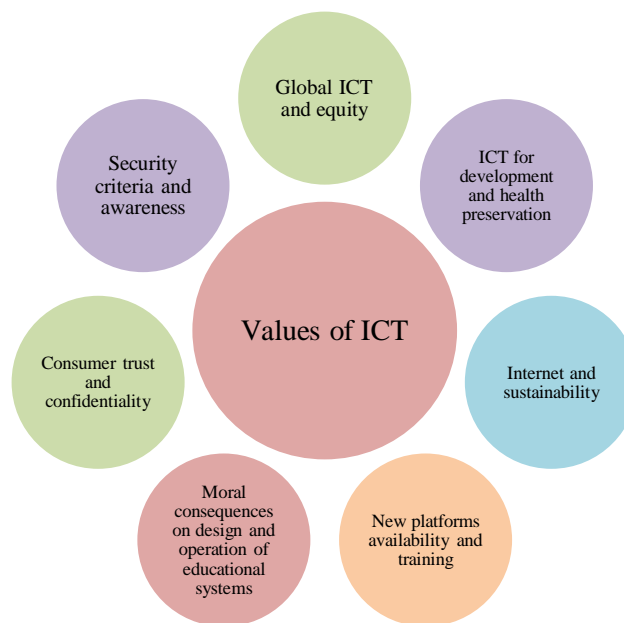 Global ICT
and equity
Security
criteria and
awareness
ICT for
development
and health
preservation
Values of ICT
Consumer trust
and
confidentiality
Internet and
sustainability
Moral
consequences
on design and
operation of
educational
systems
New platforms
availability and
training